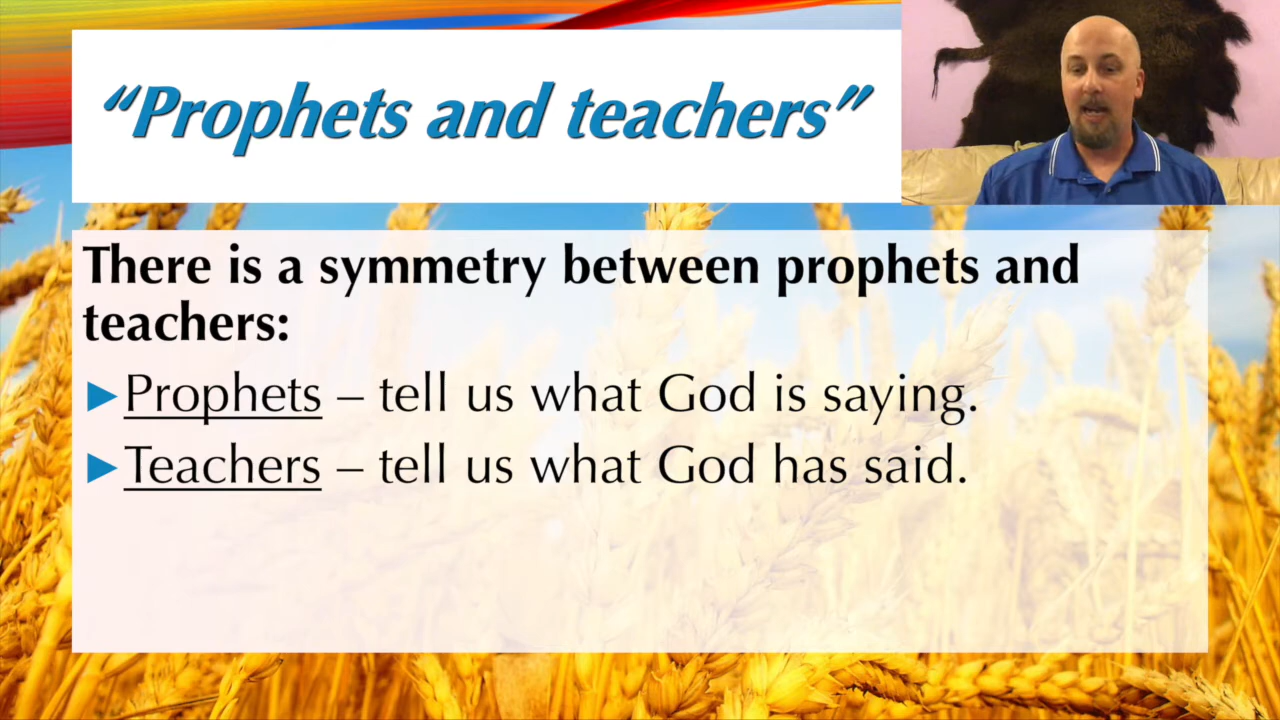 “Prophets and teachers”
There is a symmetry between prophets and
teachers:
►Prophets – tell us what God is saying.
►Teachers – tell us what God has said.